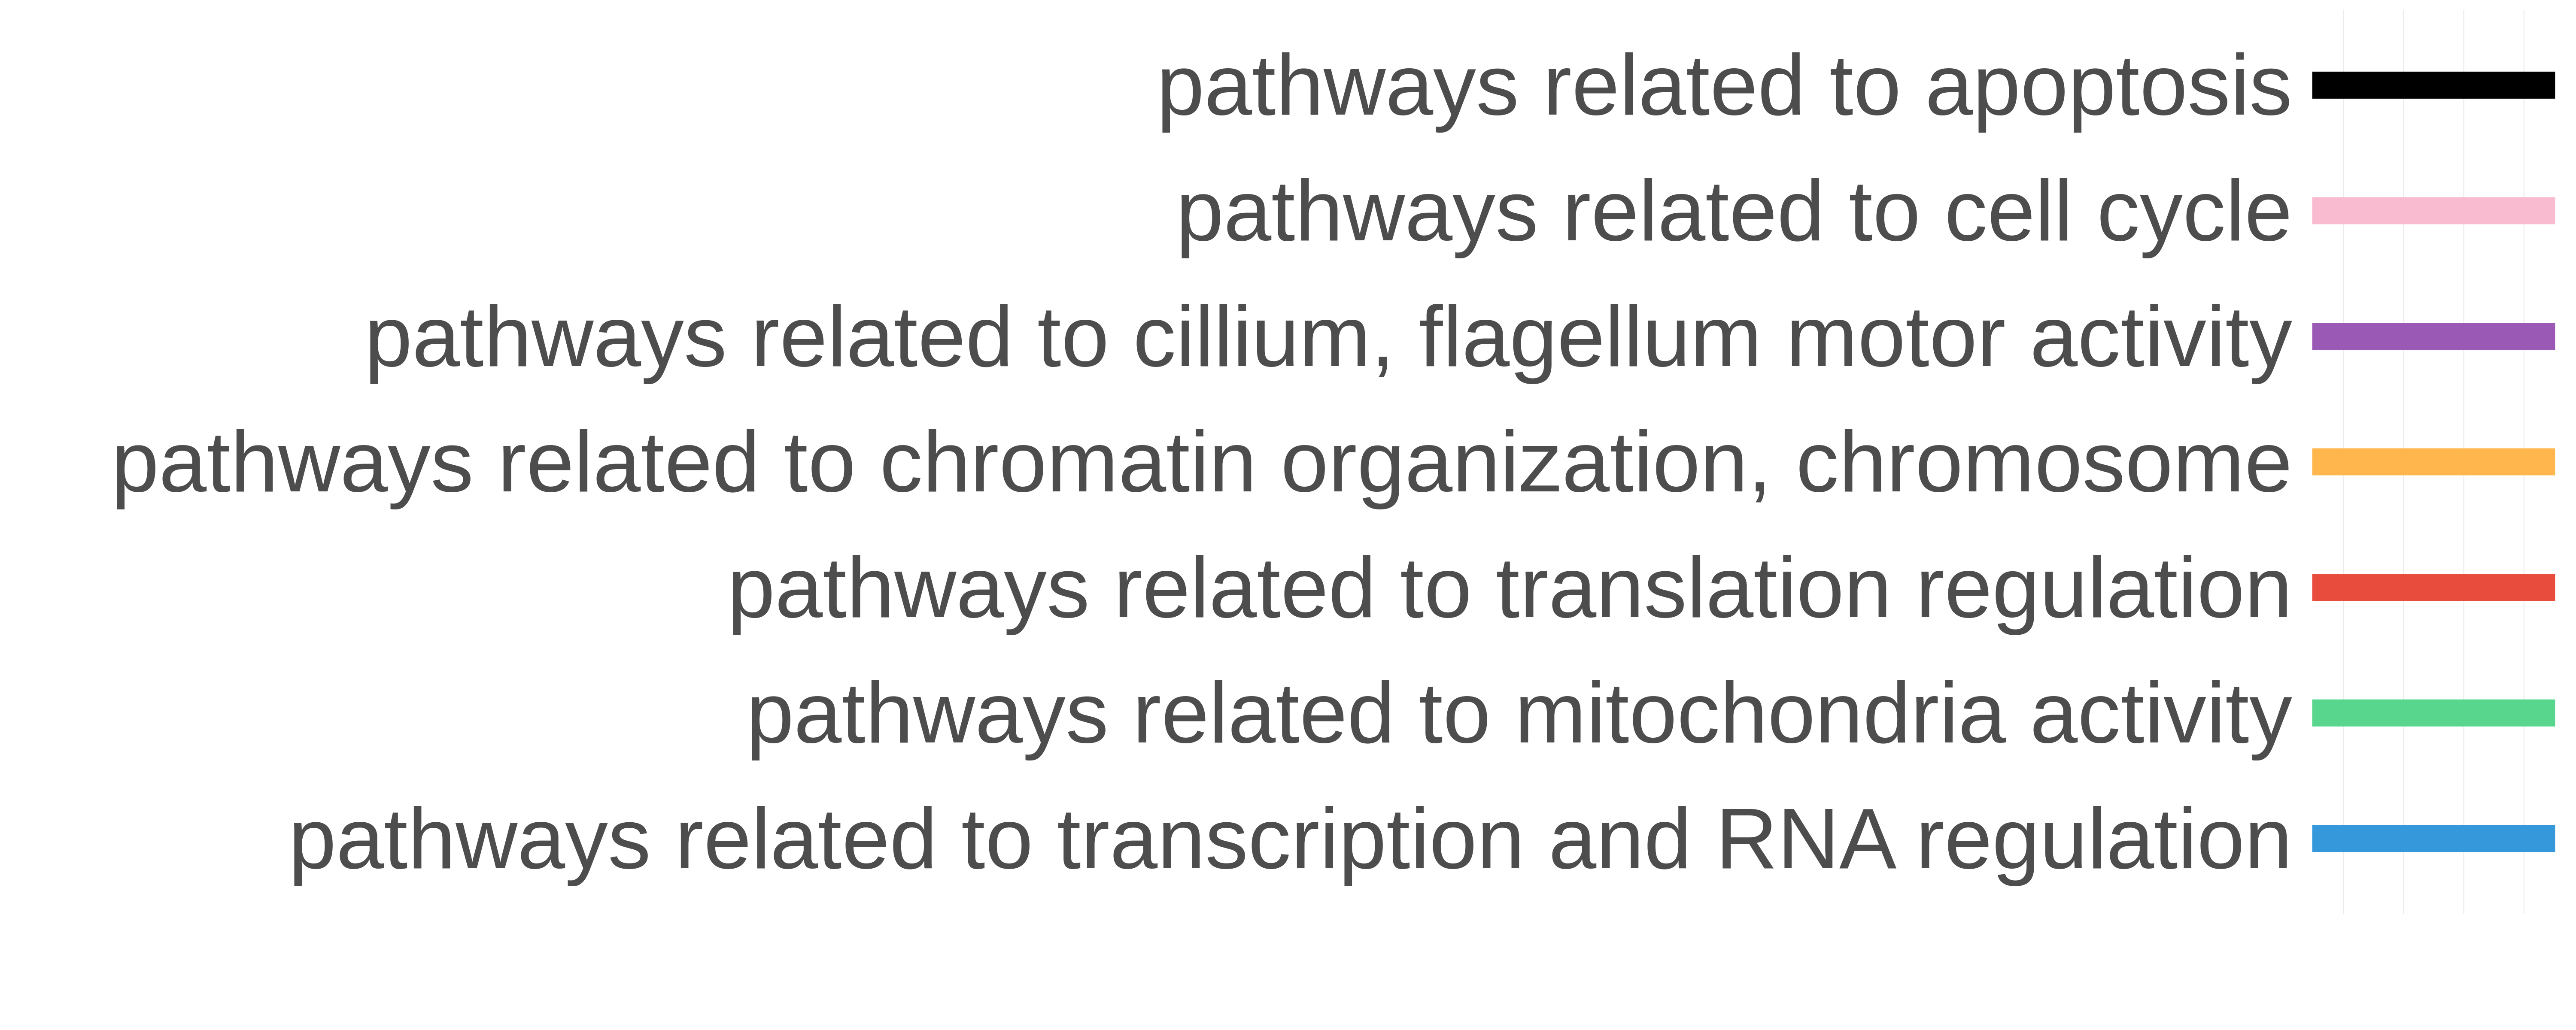 pathways related to apoptosis
pathways related to cell cycle
pathways related to cillium, flagellum motor activity
pathways related to chromatin organization, chromosome
pathways related to translation regulation
pathways related to mitochondria activity
pathways related to transcription and RNA regulation